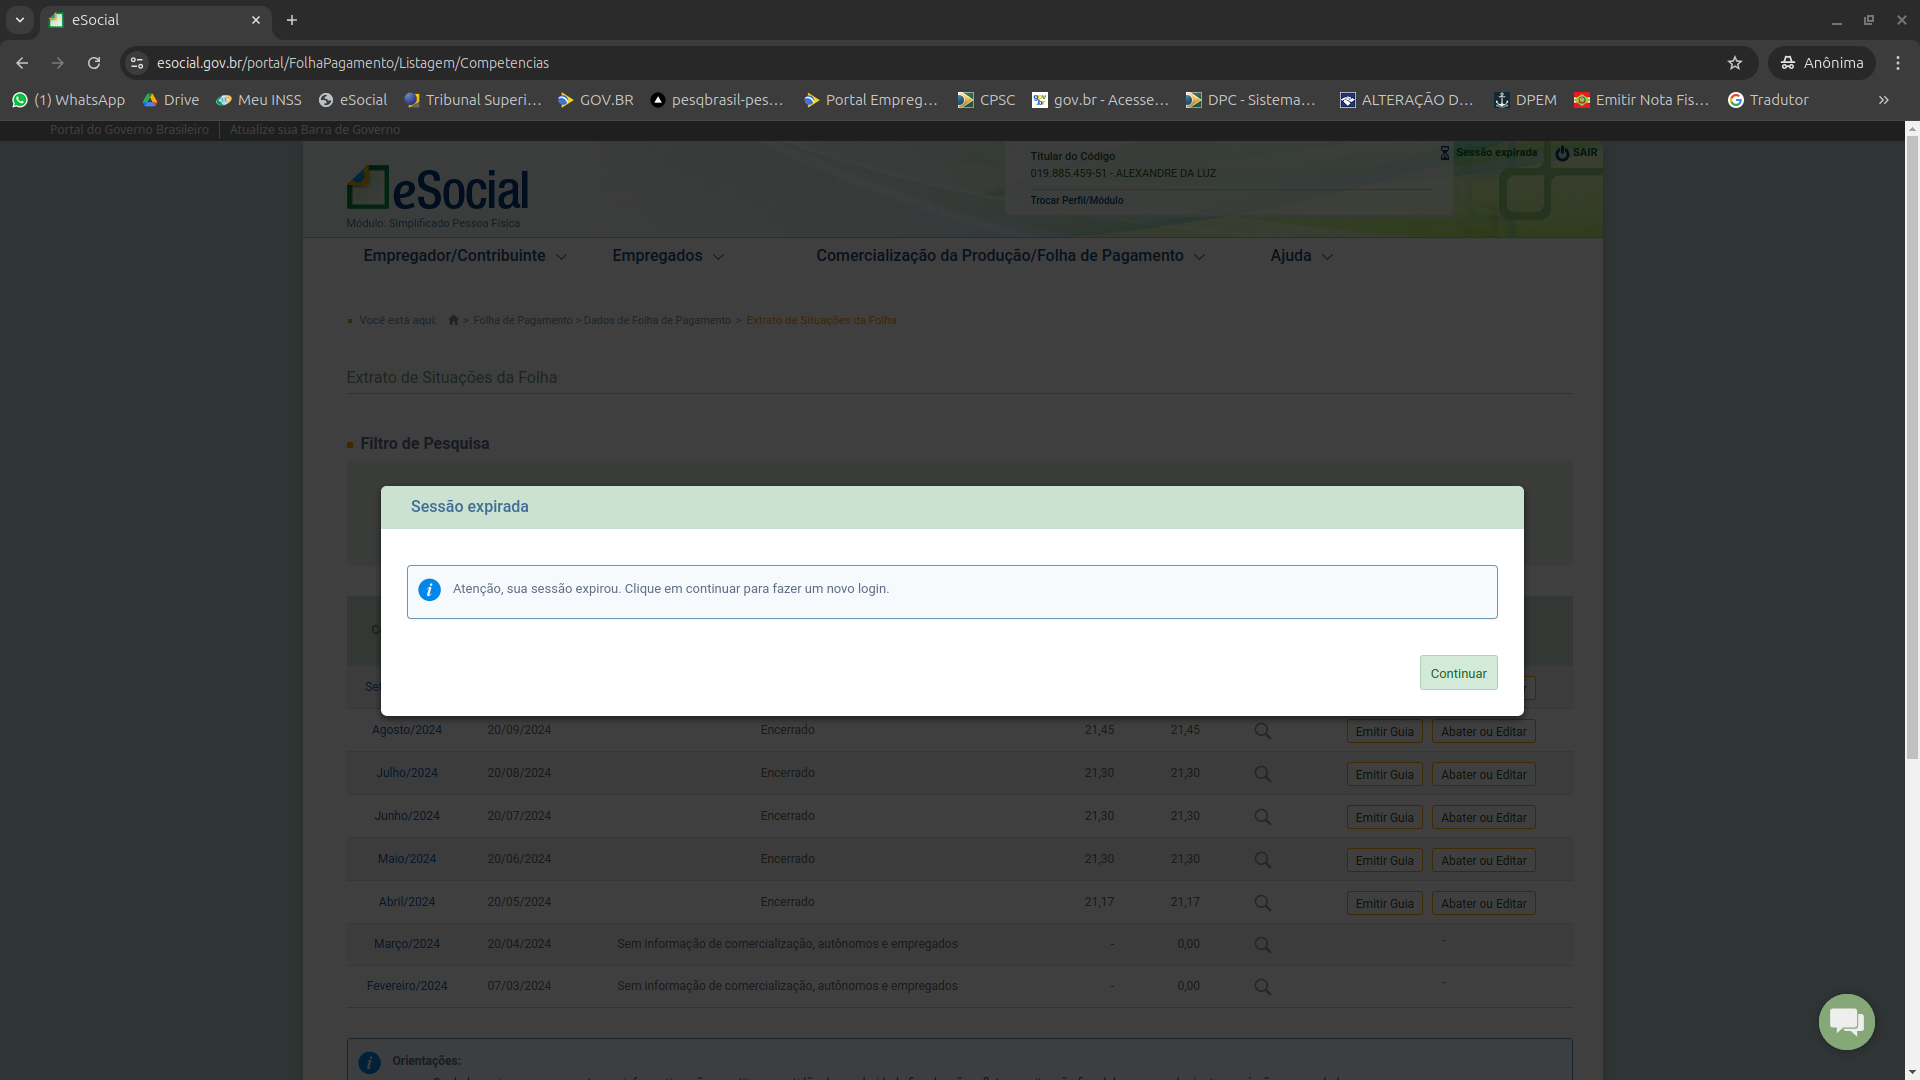 eSocial
esocial.gov.br/portal/FolhaPagamento/Listagem/Competencias
Anônima
(1) WhatsApp Drive Meu INSS eSocial Tribunal Superi... GOV.BR pesqbrasil-pes... Portal Empreg... CPSC gov.br - Acesse... DPC - Sistema... ALTERAÇÃO D... DPEM Emitir Nota Fis... Tradutor
Portal do Governo Brasileiro Atualize sua Barra de Governo
Titular do Código
Sessão expirada SAIR
019.885.459-51 - ALEXANDRE DA LUZ
eSocial
Trocar Perfil/Módulo
Módulo: Simplificado Pessoa Física
Empregador/Contribuinte Empregados Comercialização da Produção/Folha de Pagamento Ajuda
Você está aqui: > Folha de Pagamento > Dados de Folha de Pagamento > Extrato de Situações da Folha
Extrato de Situações da Folha
Filtro de Pesquisa
Sessão expirada
Atenção, sua sessão expirou. Clique em continuar para fazer um novo login.
Continuar
Agosto/2024 20/09/2024 Encerrado 21,45 21,45 Emitir Guia Abater ou Editar
Julho/2024 20/08/2024 Encerrado 21,30 21,30 Emitir Guia Abater ou Editar
Junho/2024 20/07/2024 Encerrado 21,30 21,30 Emitir Guia Abater ou Editar
Maio/2024 20/06/2024 Encerrado 21,30 21,30 Emitir Guia Abater ou Editar
Abril/2024 20/05/2024 Encerrado 21,17 21,17 Emitir Guia Abater ou Editar
Março/2024 20/04/2024 Sem informação de comercialização, autônomos e empregados - 0,00 -
Fevereiro/2024 07/03/2024 Sem informação de comercialização, autônomos e empregados - 0,00 -
Orientações: